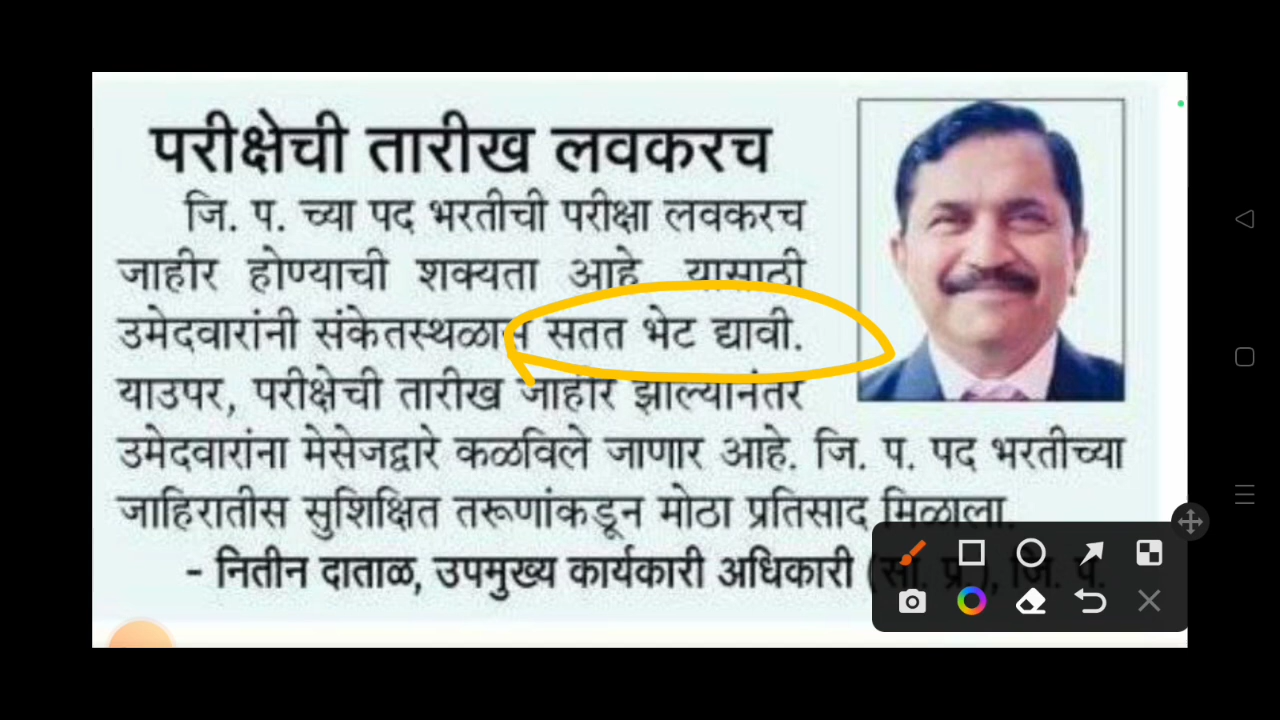 परीक्षेची तारीख लवकरच
जि. प. च्या पद भरतीची परीक्षा लवकरच
जाहीर होण्याची शक्यता आहे. यासाठी
उमेदवारांनी संकेतस्थळास सतत भेट द्यावी.
याउपर, परीक्षेची तारीख जाहीर झाल्यानंतर
उमेदवारांना मेसेजद्वारे कळविले जाणार आहे. जि. प. पद भरतीच्या
जाहिरातीस सुशिक्षित तरूणांकडून मोठा प्रतिसाद मिळाला.
- नितीन दाताळ, उपमुख्य कार्यकारी अधिकारी (सा. प्र.), जि. प.